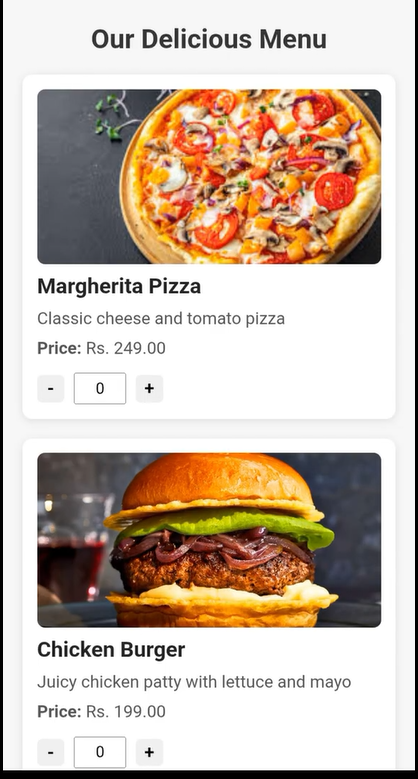 Our Delicious Menu
Margherita Pizza
Classic cheese and tomato pizza
Price: Rs. 249.00
- 0 +
Chicken Burger
Juicy chicken patty with lettuce and mayo
Price: Rs. 199.00
- 0 +